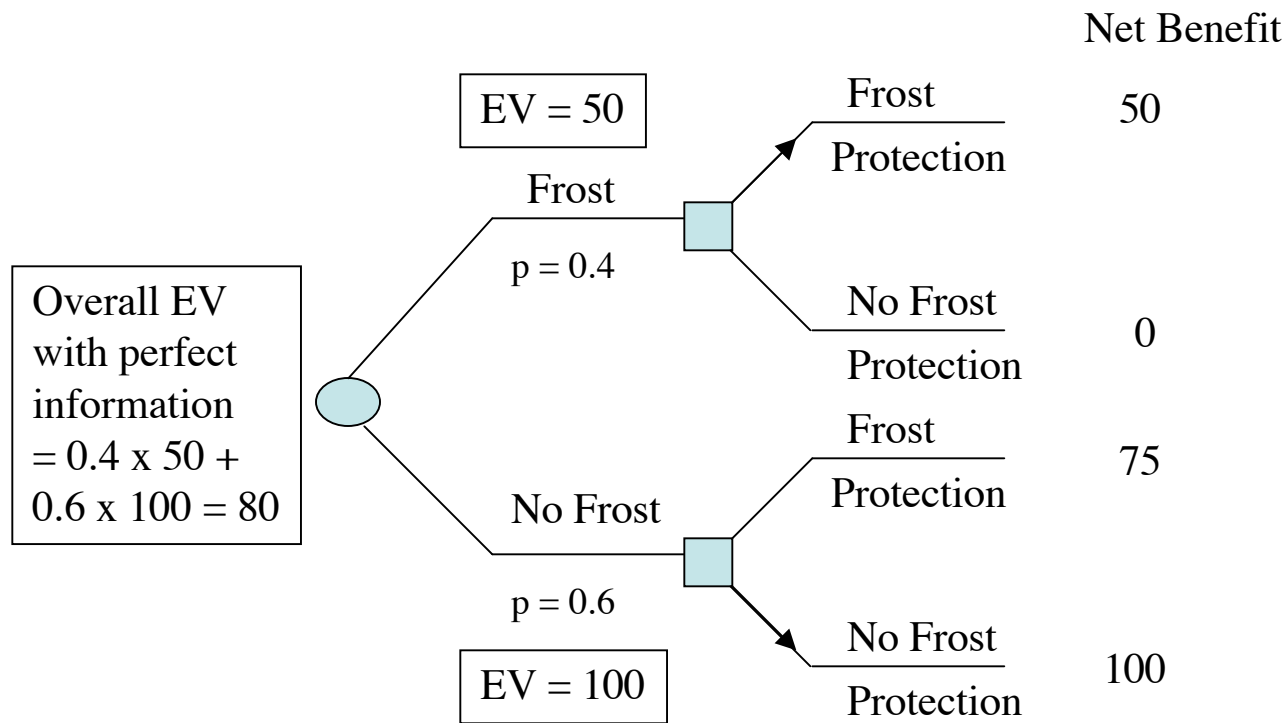 Net Benefit
EV = 50
Frost
Protection
50
Frost
p = 0.4
No Frost
Protection
0
Overall EV
with perfect
information
= 0.4 x 50 +
0.6 x 100 = 80
Frost
Protection
75
No Frost
p = 0.6
No Frost
Protection
100
EV = 100